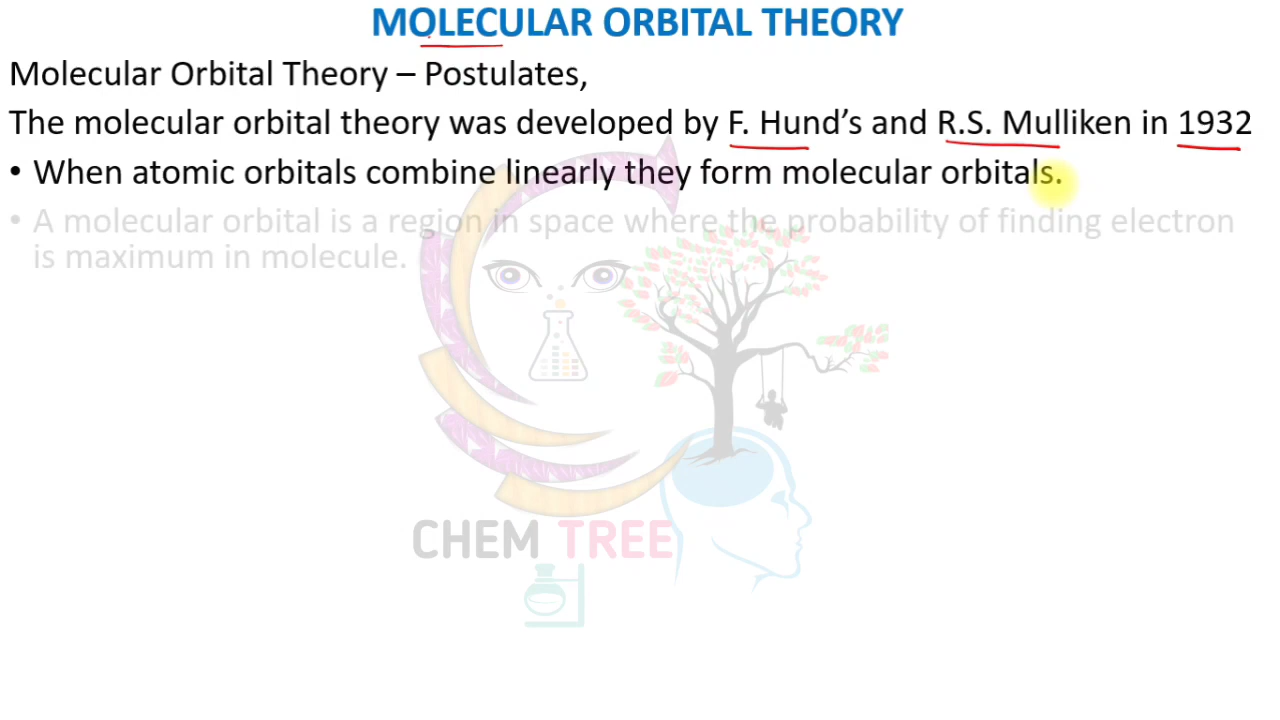 MOLECULAR ORBITAL THEORY
Molecular Orbital Theory – Postulates,
The molecular orbital theory was developed by F. Hund’s and R.S. Mulliken in 1932
• When atomic orbitals combine linearly they form molecular orbitals.
• A molecular orbital is a region in space where the probability of finding electron
is maximum in molecule.
CHEM TREE